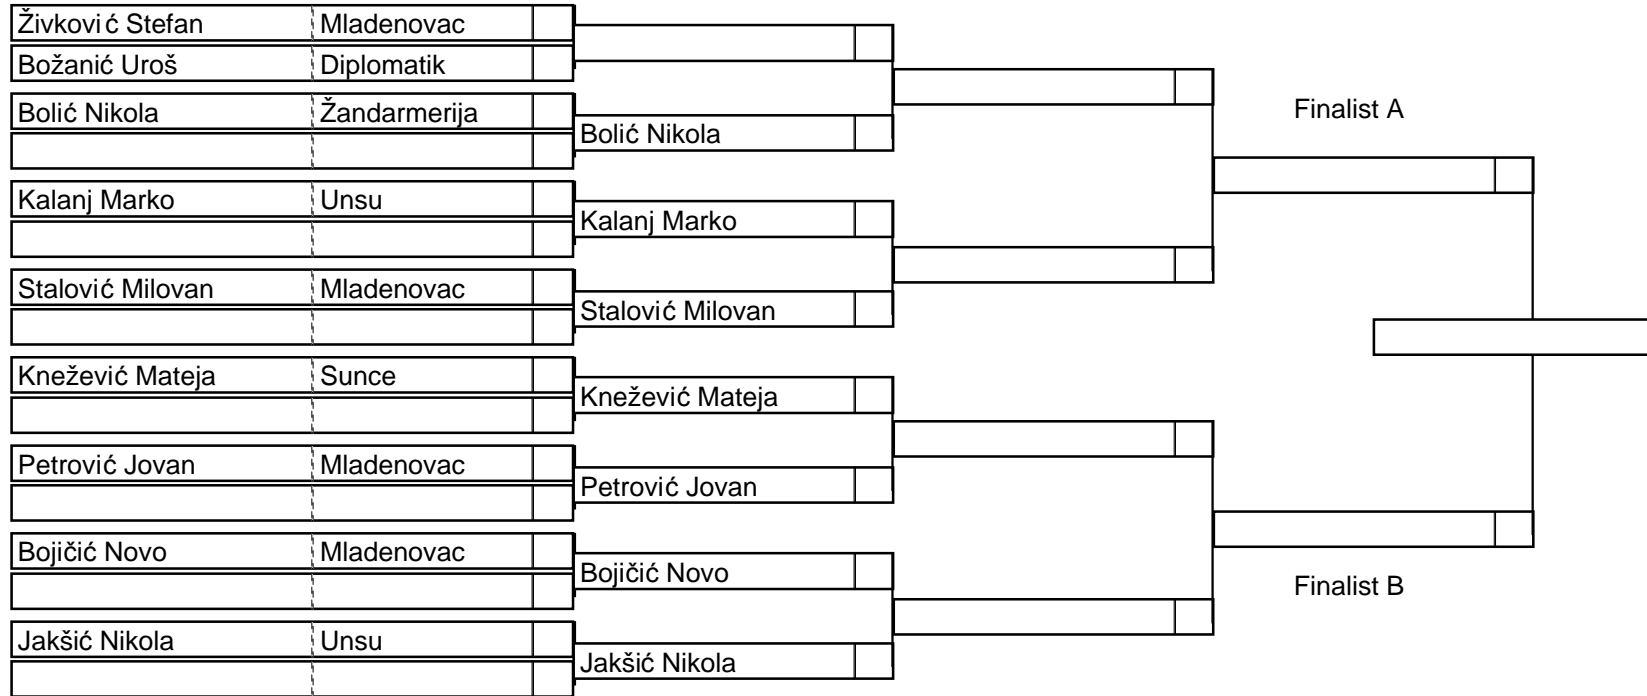 Živković Stefan Mladenovac
Božanić Uroš Diplomatik
Bolić Nikola Žandarmerija
Finalist A
Bolić Nikola
Kalanj Marko Unsu
Kalanj Marko
Stalović Milovan Mladenovac
Stalović Milovan
Knežević Mateja Sunce
Knežević Mateja
Petrović Jovan Mladenovac
Petrović Jovan
Bojičić Novo Mladenovac
Bojičić Novo
Finalist B
Jakšić Nikola Unsu
Jakšić Nikola